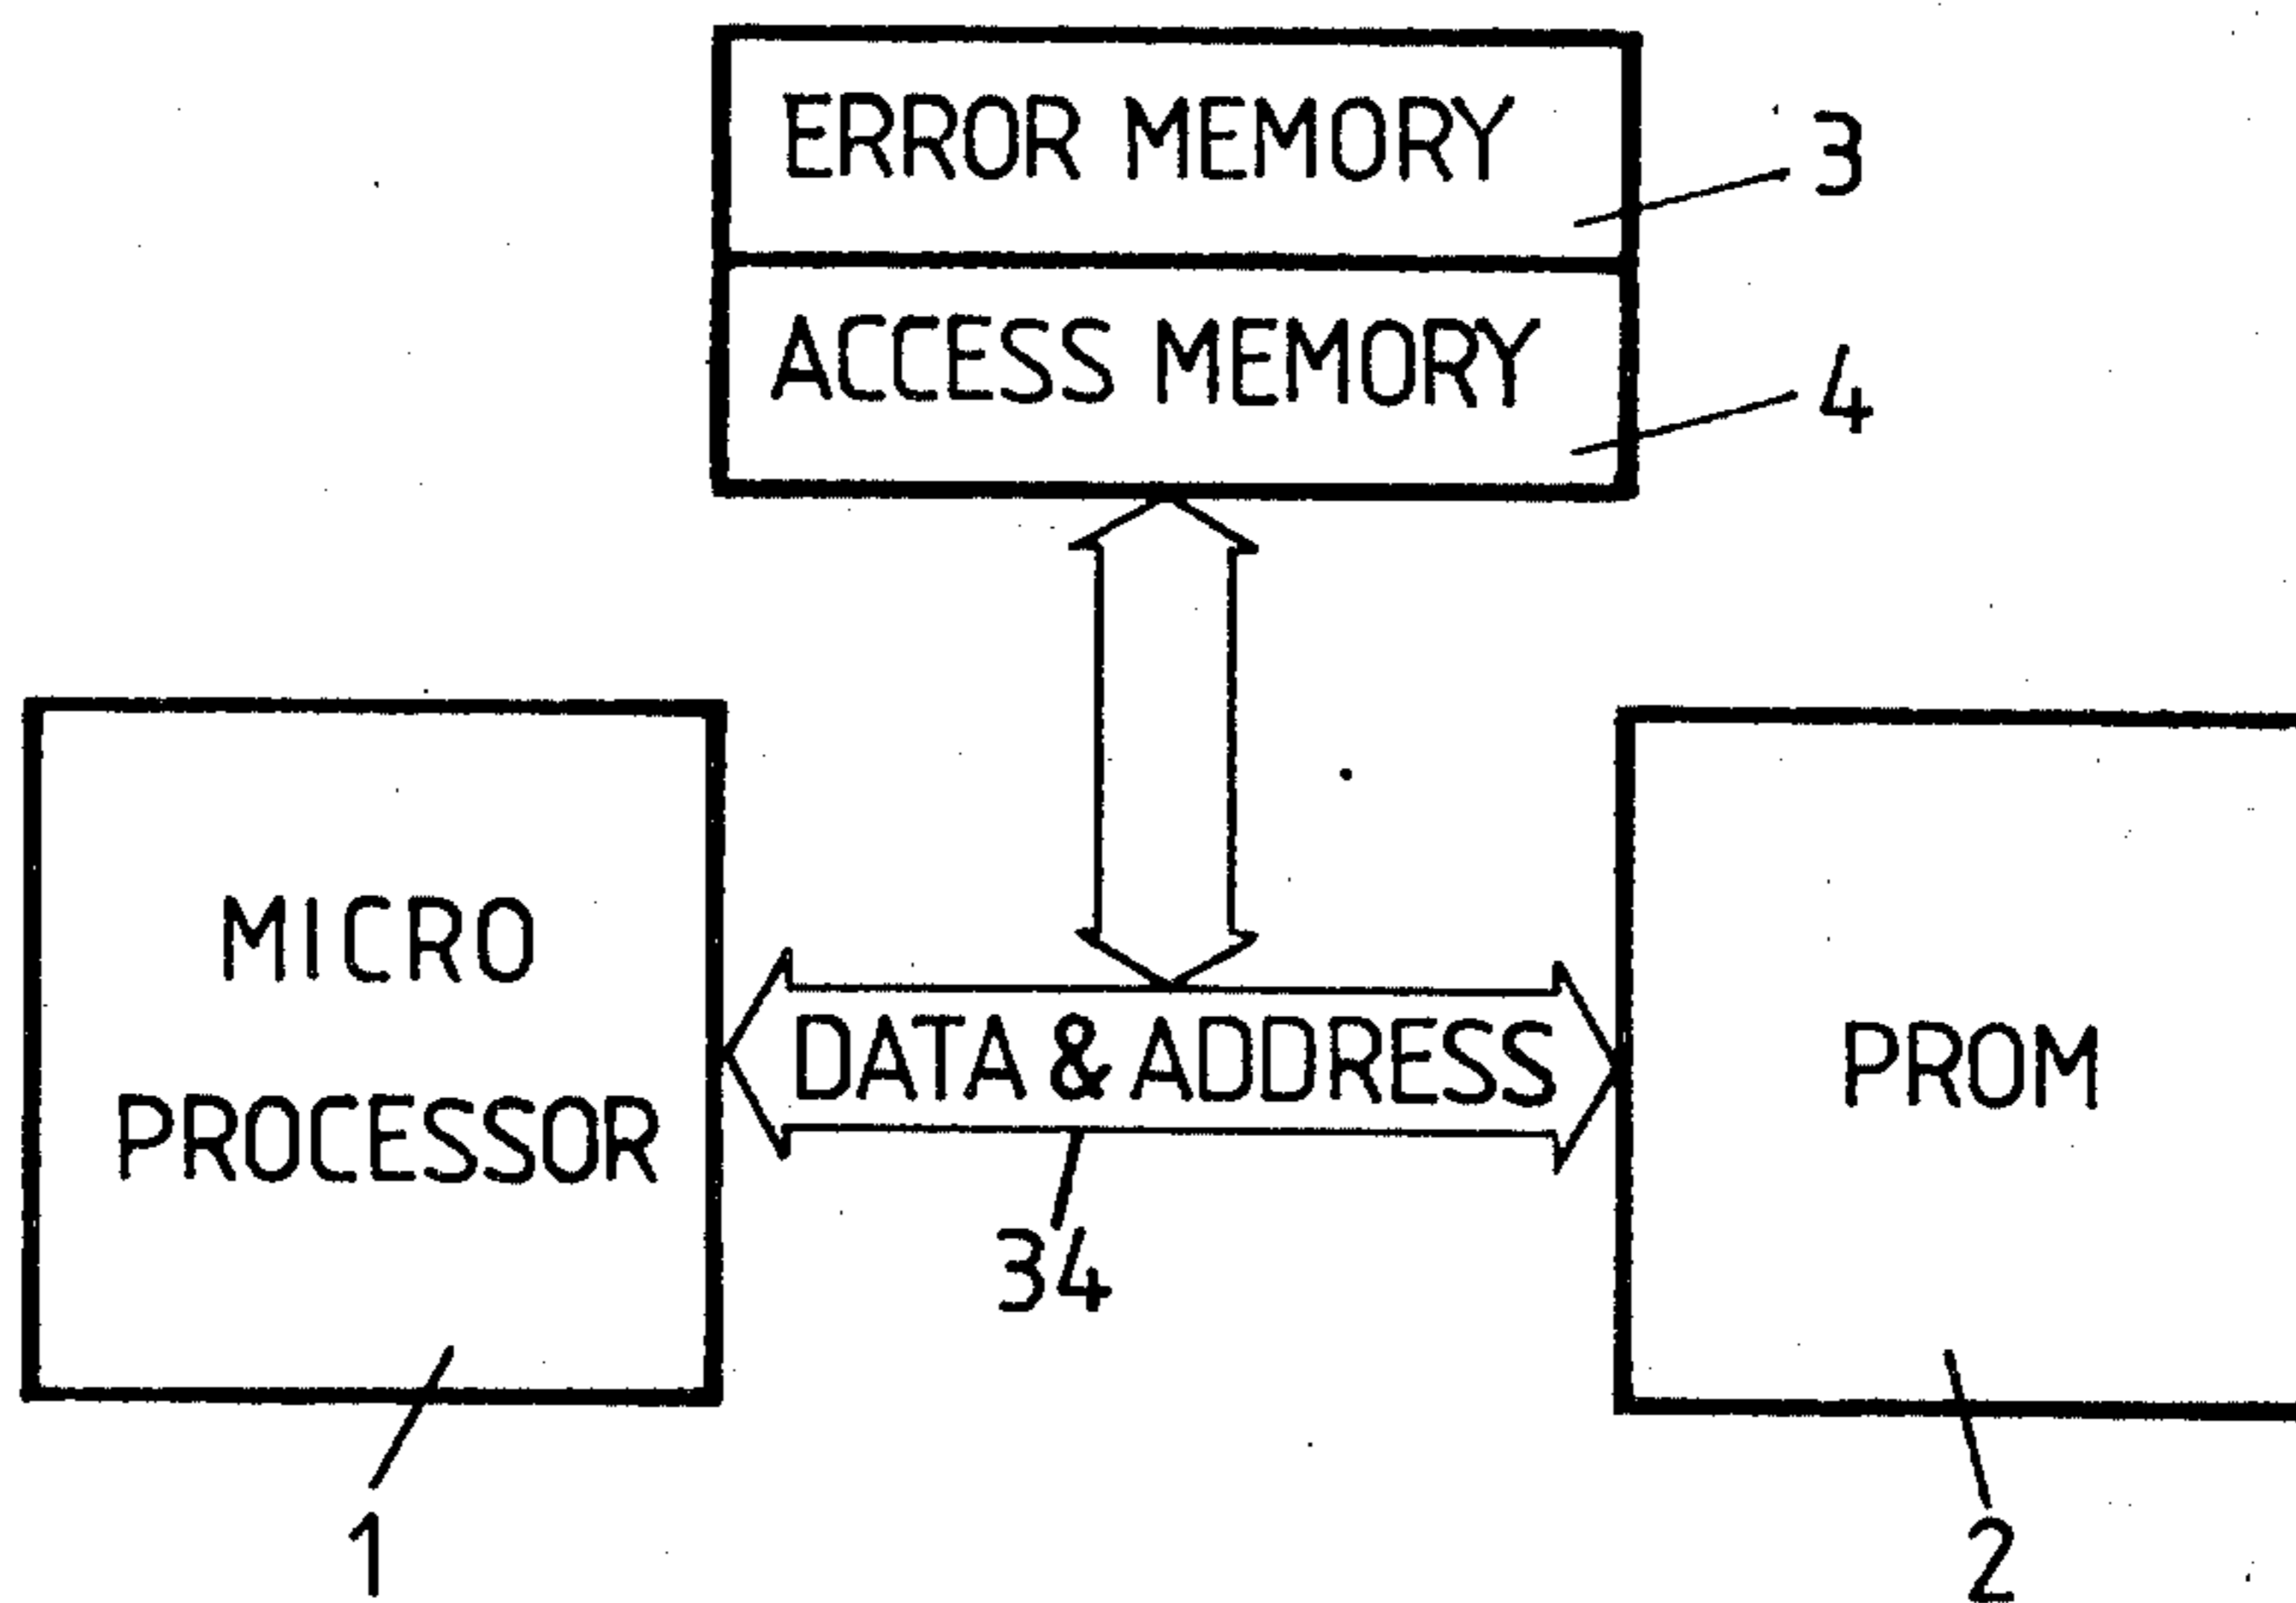 ERROR MEMORY
3
ACCESS MEMORY
4
MICRO
PROCESSOR
DATA & ADDRESS
PROM
34
1
2